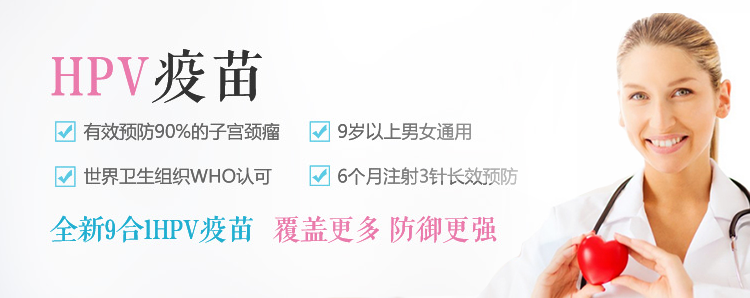 HPV疫苗
有效预防90%的子宫颈瘤 9岁以上男女通用
世界卫生组织WHO认可 6个月注射3针长效预防
全新9合1HPV疫苗 覆盖更多 防御更强